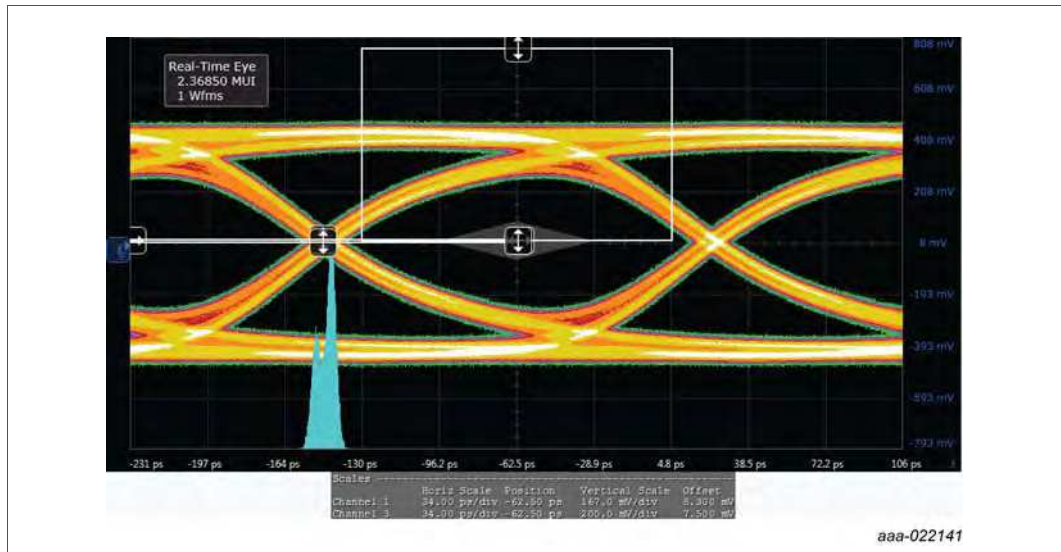 Real-Time Eye
2.36850 MUI
1 Wfms
808 mV
608 mV
408 mV
208 mV
8 mV
-193 mV
-393 mV
-593 mV
-793 mV
-231 ps -197 ps -164 ps -130 ps -96.2 ps -62.5 ps -28.9 ps 4.8 ps 38.5 ps 72.2 ps 106 ps
Scales
Horiz Scale Position Vertical Scale Offset
Channel 1 34.00 ps/div -62.50 ps 167.0 mV/div 8.300 mV
Channel 3 34.00 ps/div -62.50 ps 200.0 mV/div 7.500 mV
aaa-022141